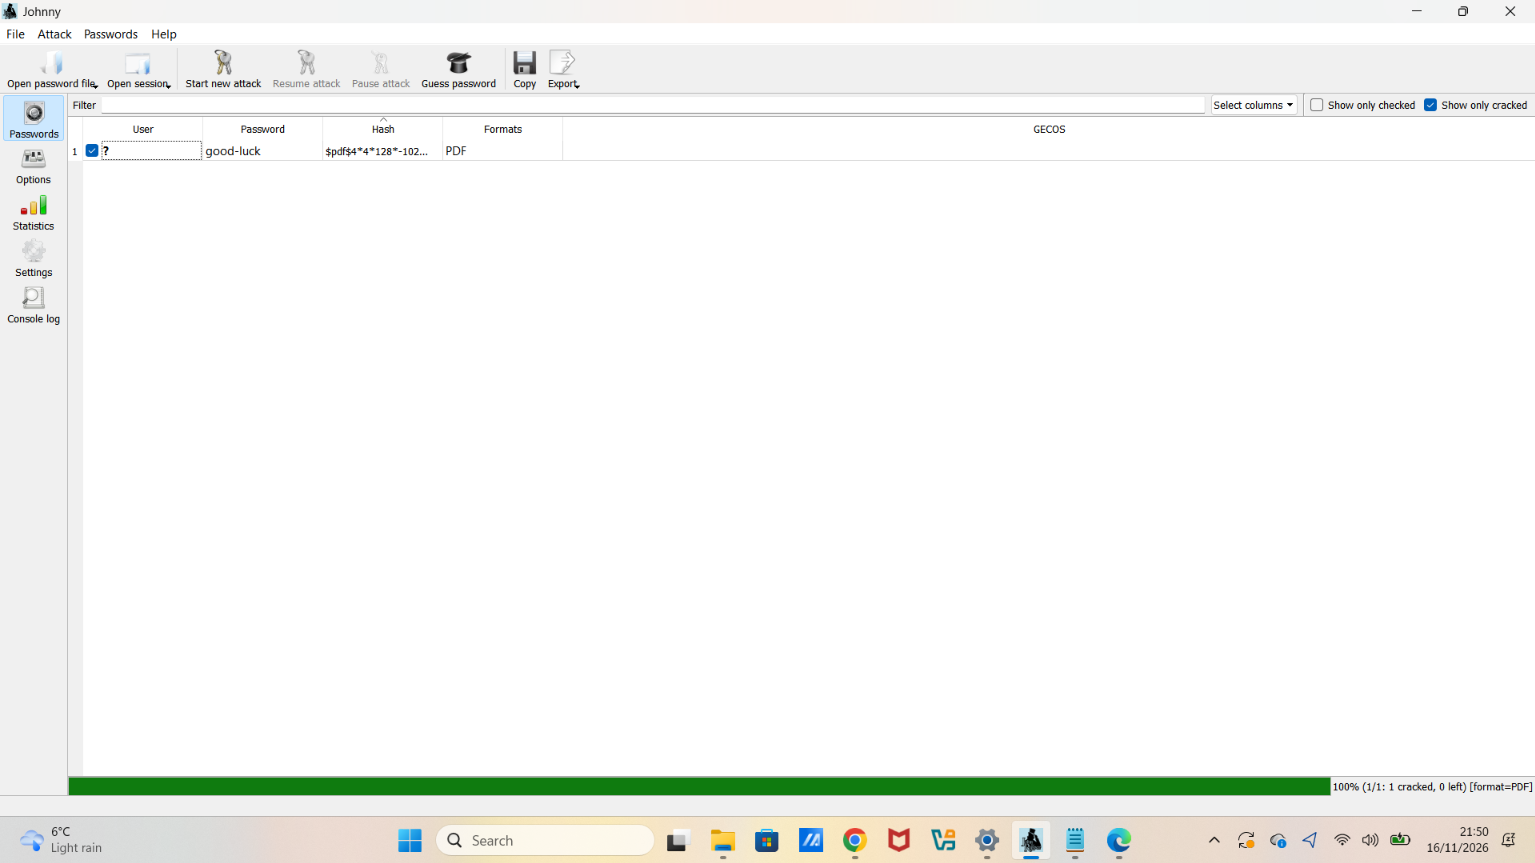 Johnny
File Attack Passwords Help
Open password file Open session Start new attack Resume attack Pause attack Guess password Copy Export
Passwords
Options
Statistics
Settings
Console log
Filter Select columns Show only checked Show only cracked
User Password Hash Formats GECOS
1 ? good-luck $pdf$4*4*128*-102... PDF
100% (1/1: 1 cracked, 0 left) [format=PDF]
6°C
Light rain
Search
21:50
16/11/2026